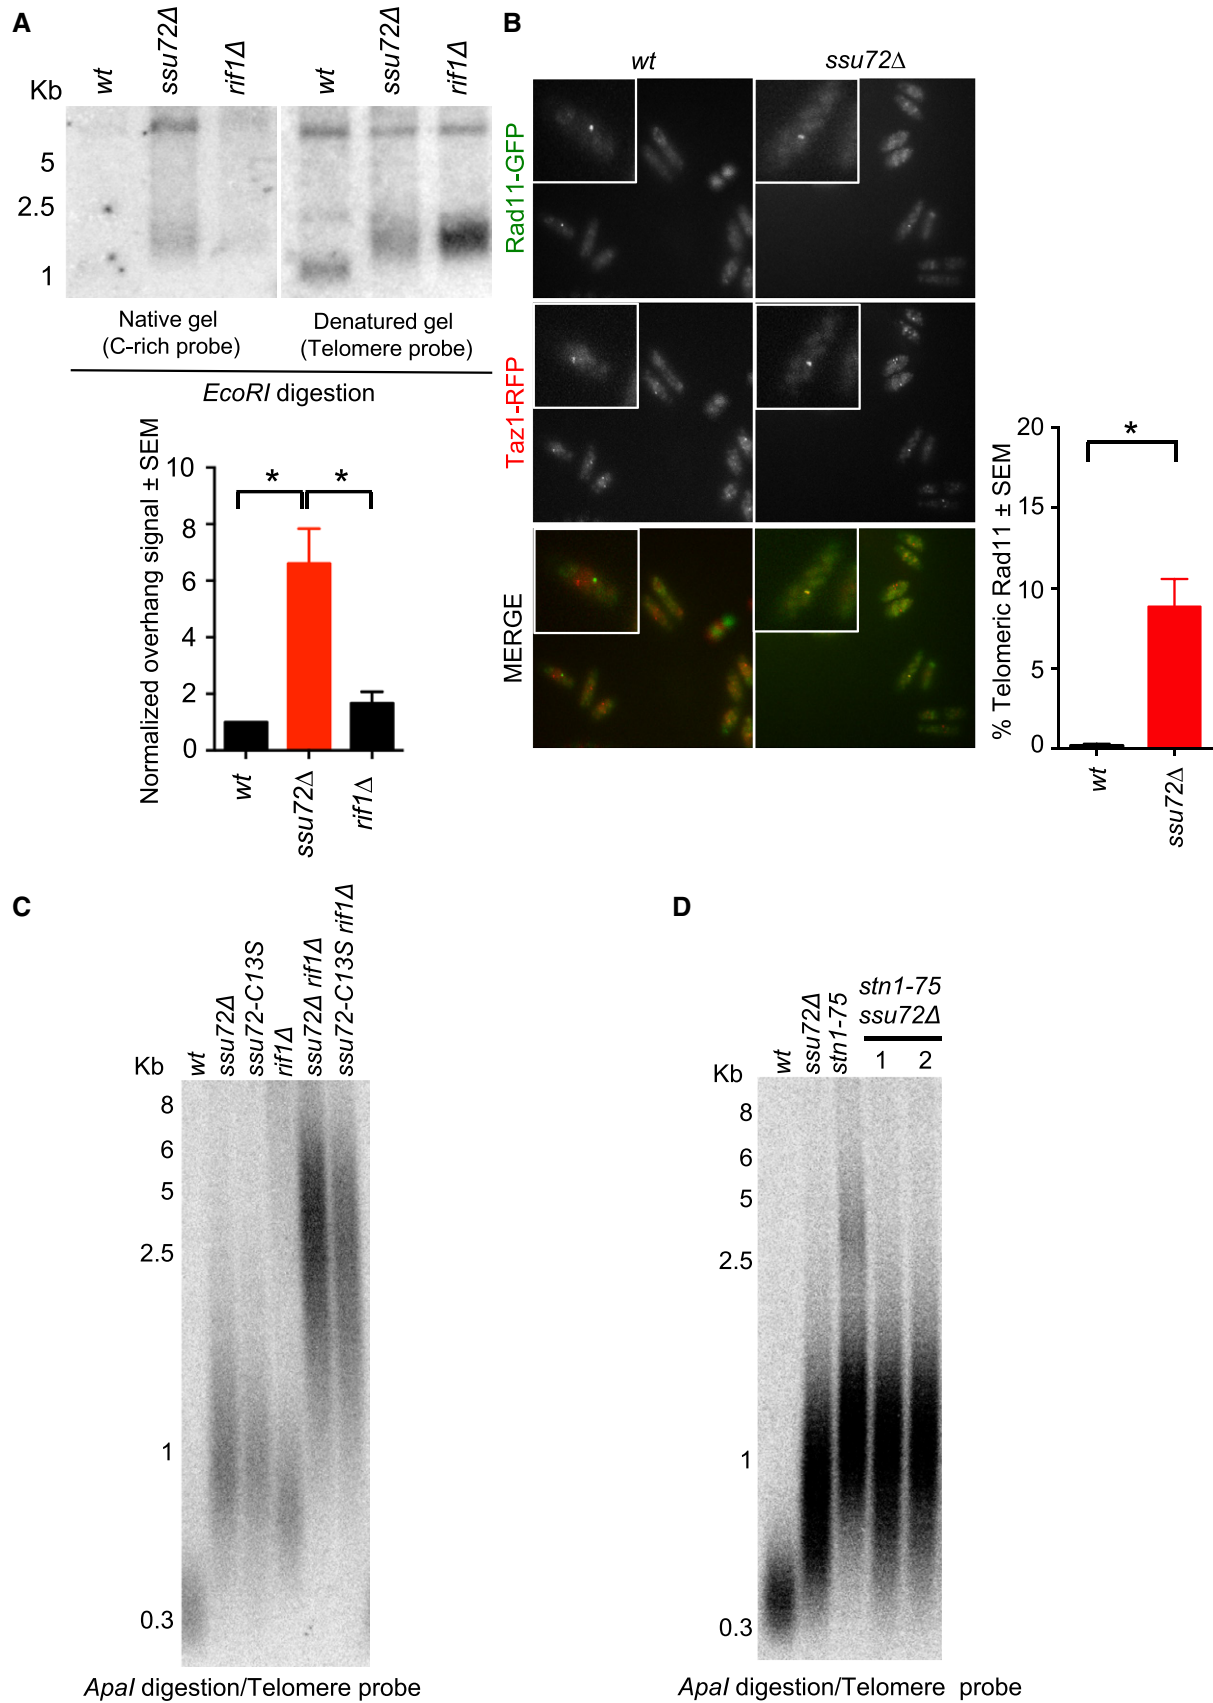 A
wt
ssu72Δ
rif1Δ
wt
ssu72Δ
rif1Δ
Kb
5
2.5
1
Native gel
(C-rich probe)
Denatured gel
(Telomere probe)
EcoRI digestion
Normalized overhang signal ± SEM
10
8
6
4
2
0
*
*
wt
ssu72Δ
rif1Δ
B
wt
ssu72Δ
Rad11-GFP
Taz1-RFP
MERGE
% Telomeric Rad11 ± SEM
20
15
10
5
0
*
wt
ssu72Δ
C
Kb
wt
ssu72Δ
ssu72-C13S
rif1Δ
ssu72Δ rif1Δ
ssu72-C13S rif1Δ
8
6
5
2.5
1
0.3
ApaI digestion/Telomere probe
D
Kb
wt
ssu72Δ
stn1-75
stn1-75
ssu72Δ
1 2
8
6
5
2.5
1
0.3
ApaI digestion/Telomere probe